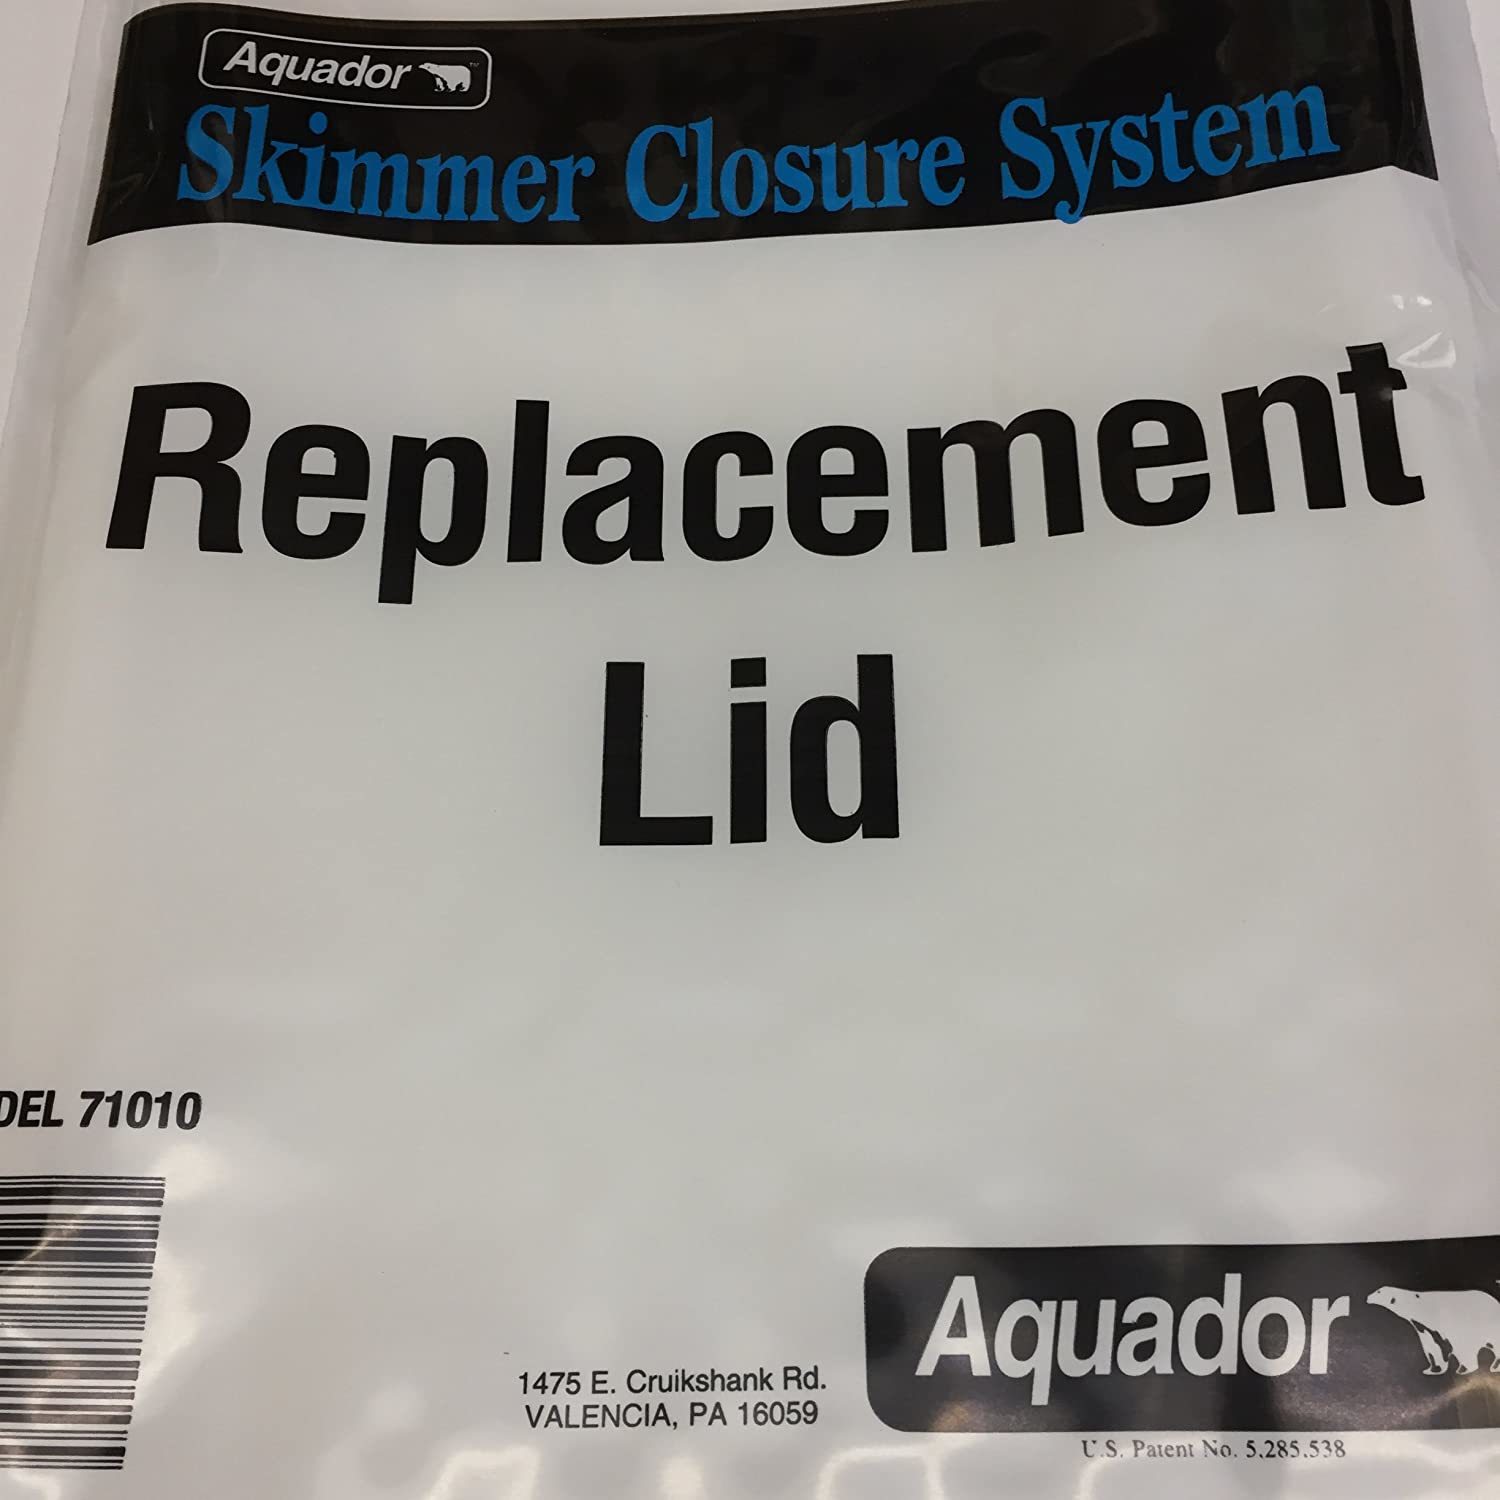 Aquador™
Skimmer Closure System
Replacement
Lid
DEL 71010
1475 E. Cruikshank Rd.
VALENCIA, PA 16059
Aquador
U.S. Patent No. 5,285,538